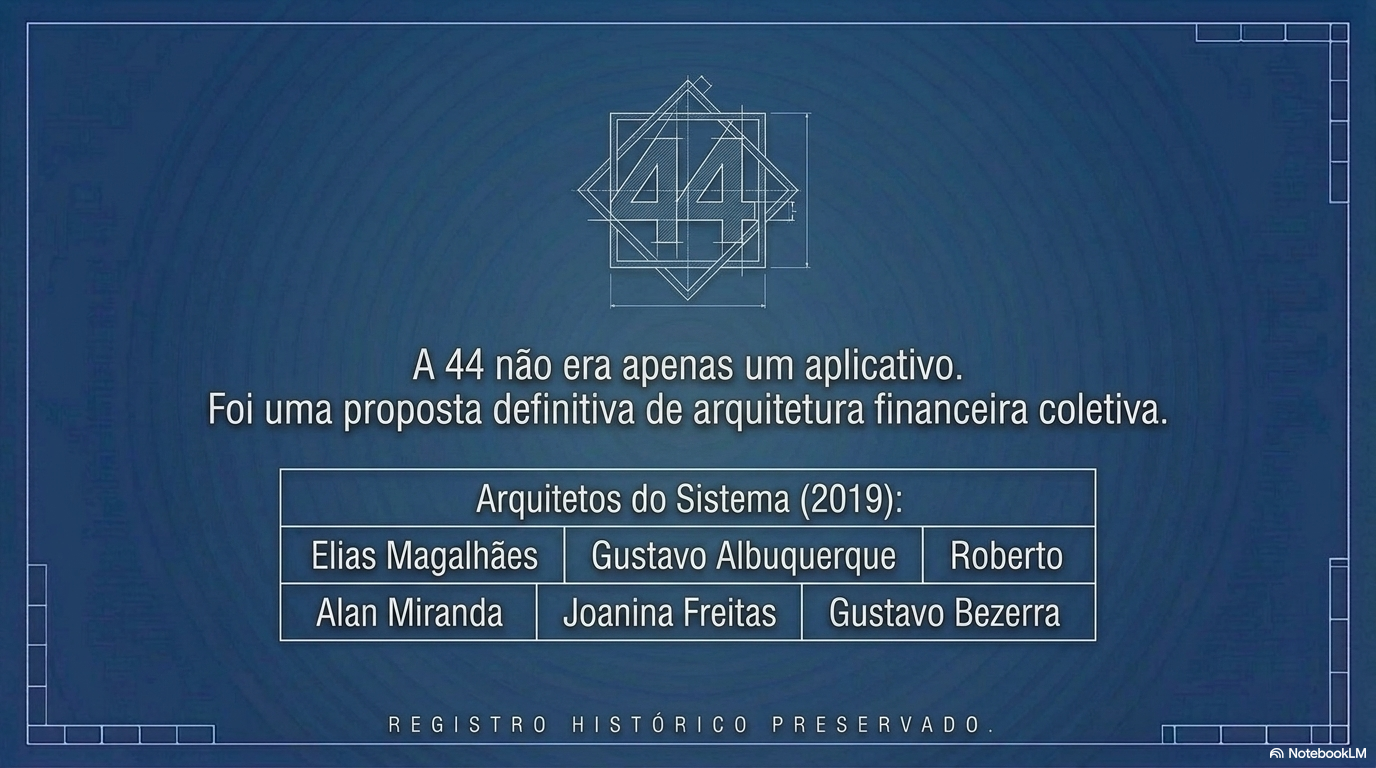 44
A 44 não era apenas um aplicativo.
Foi uma proposta definitiva de arquitetura financeira coletiva.
Arquitetos do Sistema (2019):
Elias Magalhães Gustavo Albuquerque Roberto
Alan Miranda Joanina Freitas Gustavo Bezerra
REGISTRO HISTÓRICO PRESERVADO.
NotebookLM